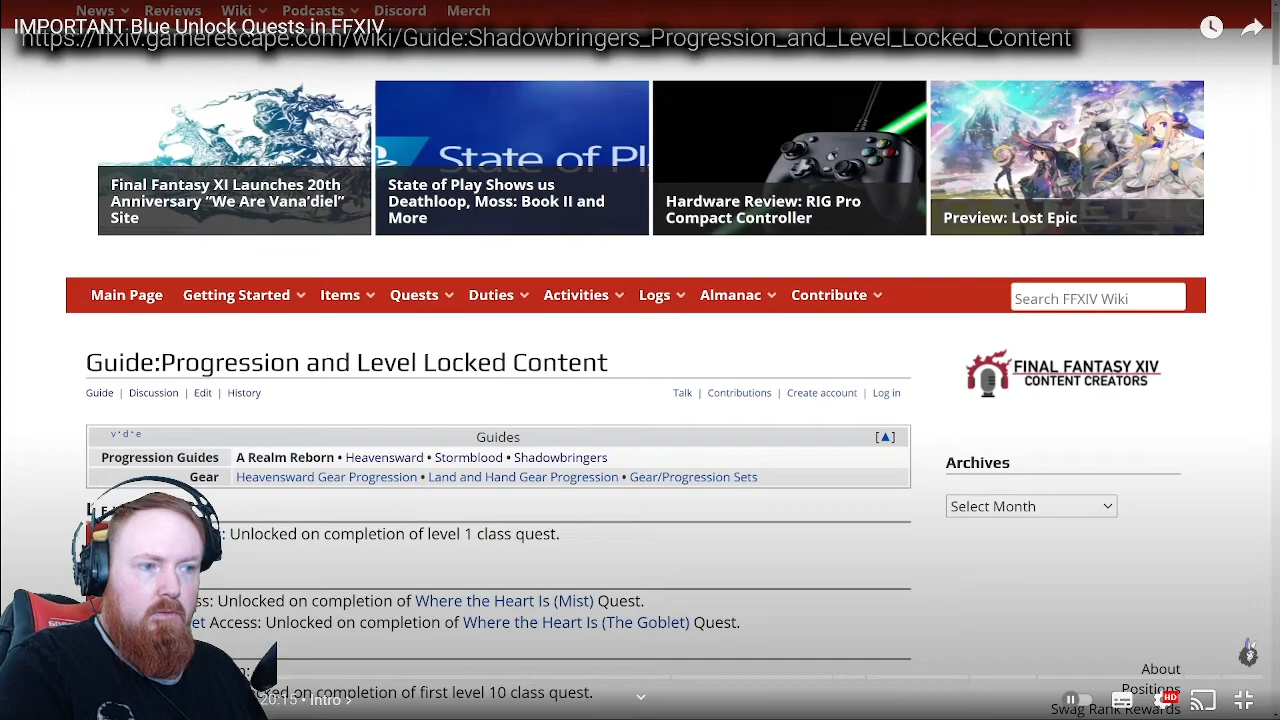 News Reviews Wiki Podcasts Discord Merch
IMPORTANT Blue Unlock Quests in FFXIV
https://ffxiv.gamerescape.com/wiki/Guide:Shadowbringers_Progression_and_Level_Locked_Content
Final Fantasy XI Launches 20th
Anniversary “We Are Vana’diel”
Site
State of Pl
State of Play Shows us
Deathloop, Moss: Book II and
More
Hardware Review: RIG Pro
Compact Controller
Preview: Lost Epic
Main Page Getting Started Items Quests Duties Activities Logs Almanac Contribute
Search FFXIV Wiki
Guide:Progression and Level Locked Content
Guide | Discussion | Edit | History
Talk | Contributions | Create account | Log in
FINAL FANTASY XIV
CONTENT CREATORS
v·d·e Guides [▲]
Progression Guides A Realm Reborn • Heavensward • Stormblood • Shadowbringers
Gear Heavensward Gear Progression • Land and Hand Gear Progression • Gear/Progression Sets
Archives
Select Month
: Unlocked on completion of level 1 class quest.
ss: Unlocked on completion of Where the Heart Is (Mist) Quest.
et Access: Unlocked on completion of Where the Heart Is (The Goblet) Quest.
About
Positions
Swag Rank Rewards
ked on completion of first level 10 class quest.
20:15 • Intro >
HD